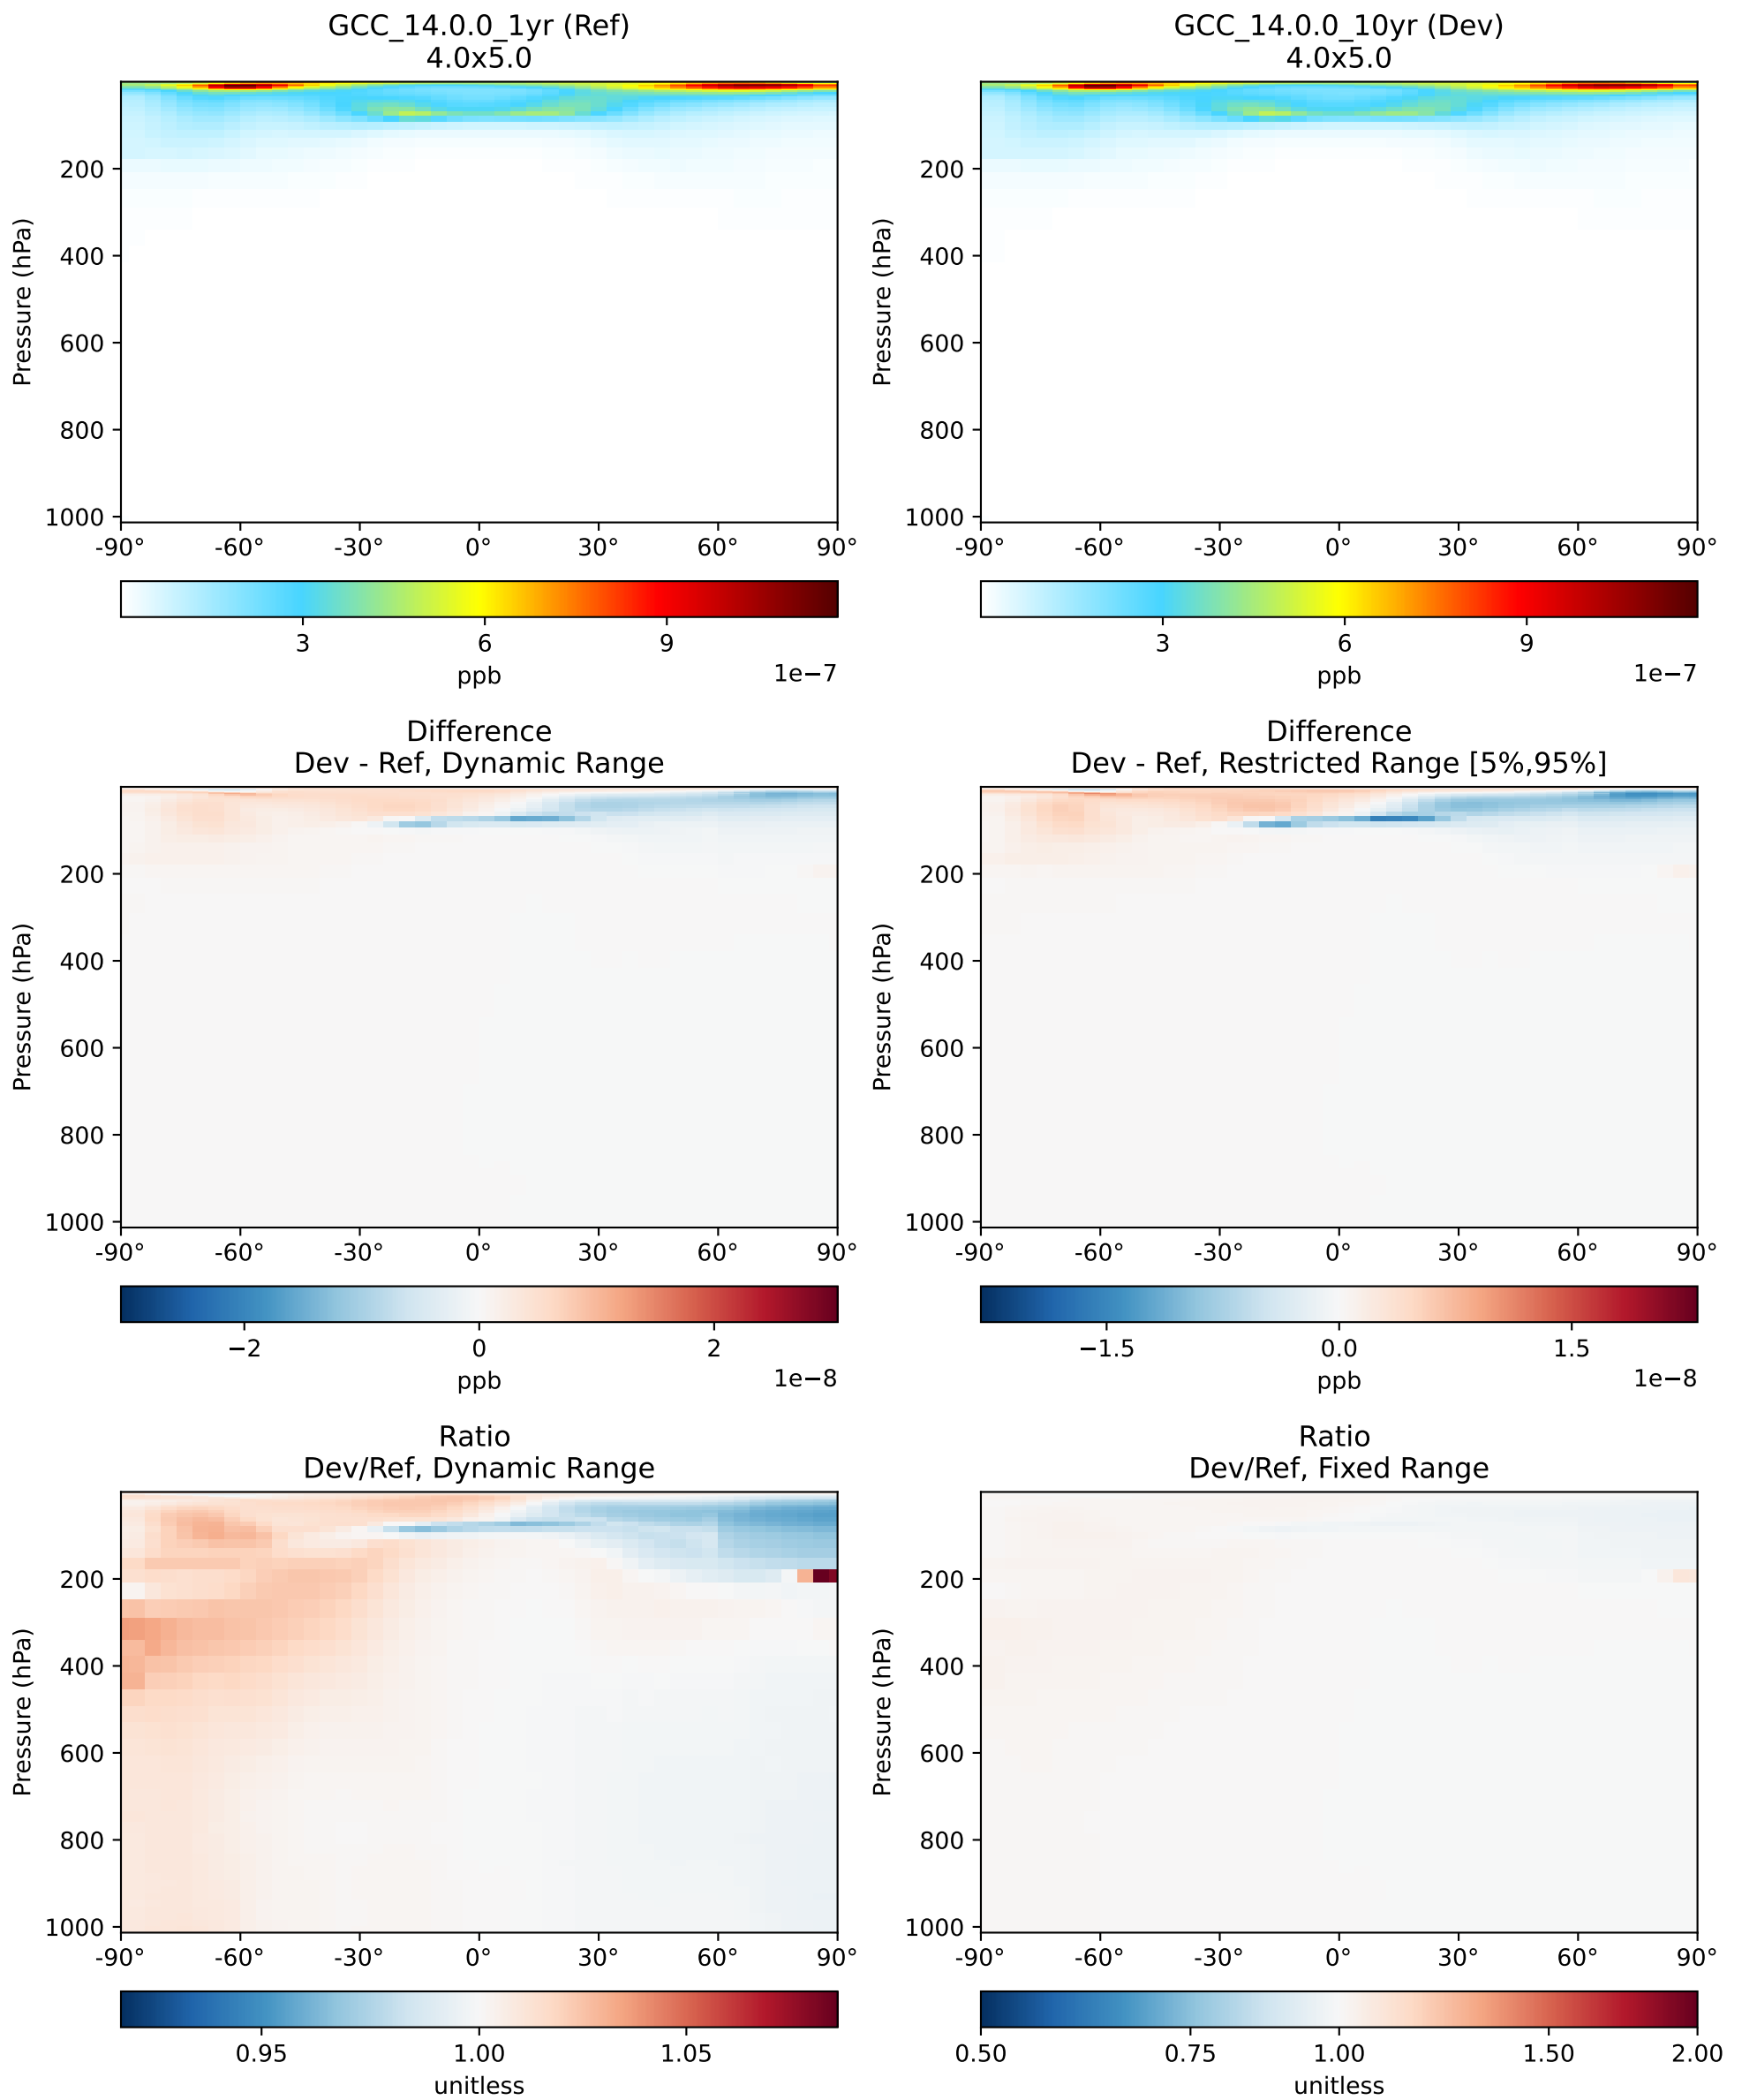 GCC_14.0.0_1yr (Ref)
4.0x5.0
Pressure (hPa)
200
400
600
800
1000
-90° -60° -30° 0° 30° 60° 90°
3 6 9
ppb
1e−7
GCC_14.0.0_10yr (Dev)
4.0x5.0
Pressure (hPa)
200
400
600
800
1000
-90° -60° -30° 0° 30° 60° 90°
3 6 9
ppb
1e−7
Difference
Dev - Ref, Dynamic Range
Pressure (hPa)
200
400
600
800
1000
-90° -60° -30° 0° 30° 60° 90°
−2 0 2
ppb
1e−8
Difference
Dev - Ref, Restricted Range [5%,95%]
Pressure (hPa)
200
400
600
800
1000
-90° -60° -30° 0° 30° 60° 90°
−1.5 0.0 1.5
ppb
1e−8
Ratio
Dev/Ref, Dynamic Range
Pressure (hPa)
200
400
600
800
1000
-90° -60° -30° 0° 30° 60° 90°
0.95 1.00 1.05
unitless
Ratio
Dev/Ref, Fixed Range
Pressure (hPa)
200
400
600
800
1000
-90° -60° -30° 0° 30° 60° 90°
0.50 0.75 1.00 1.50 2.00
unitless